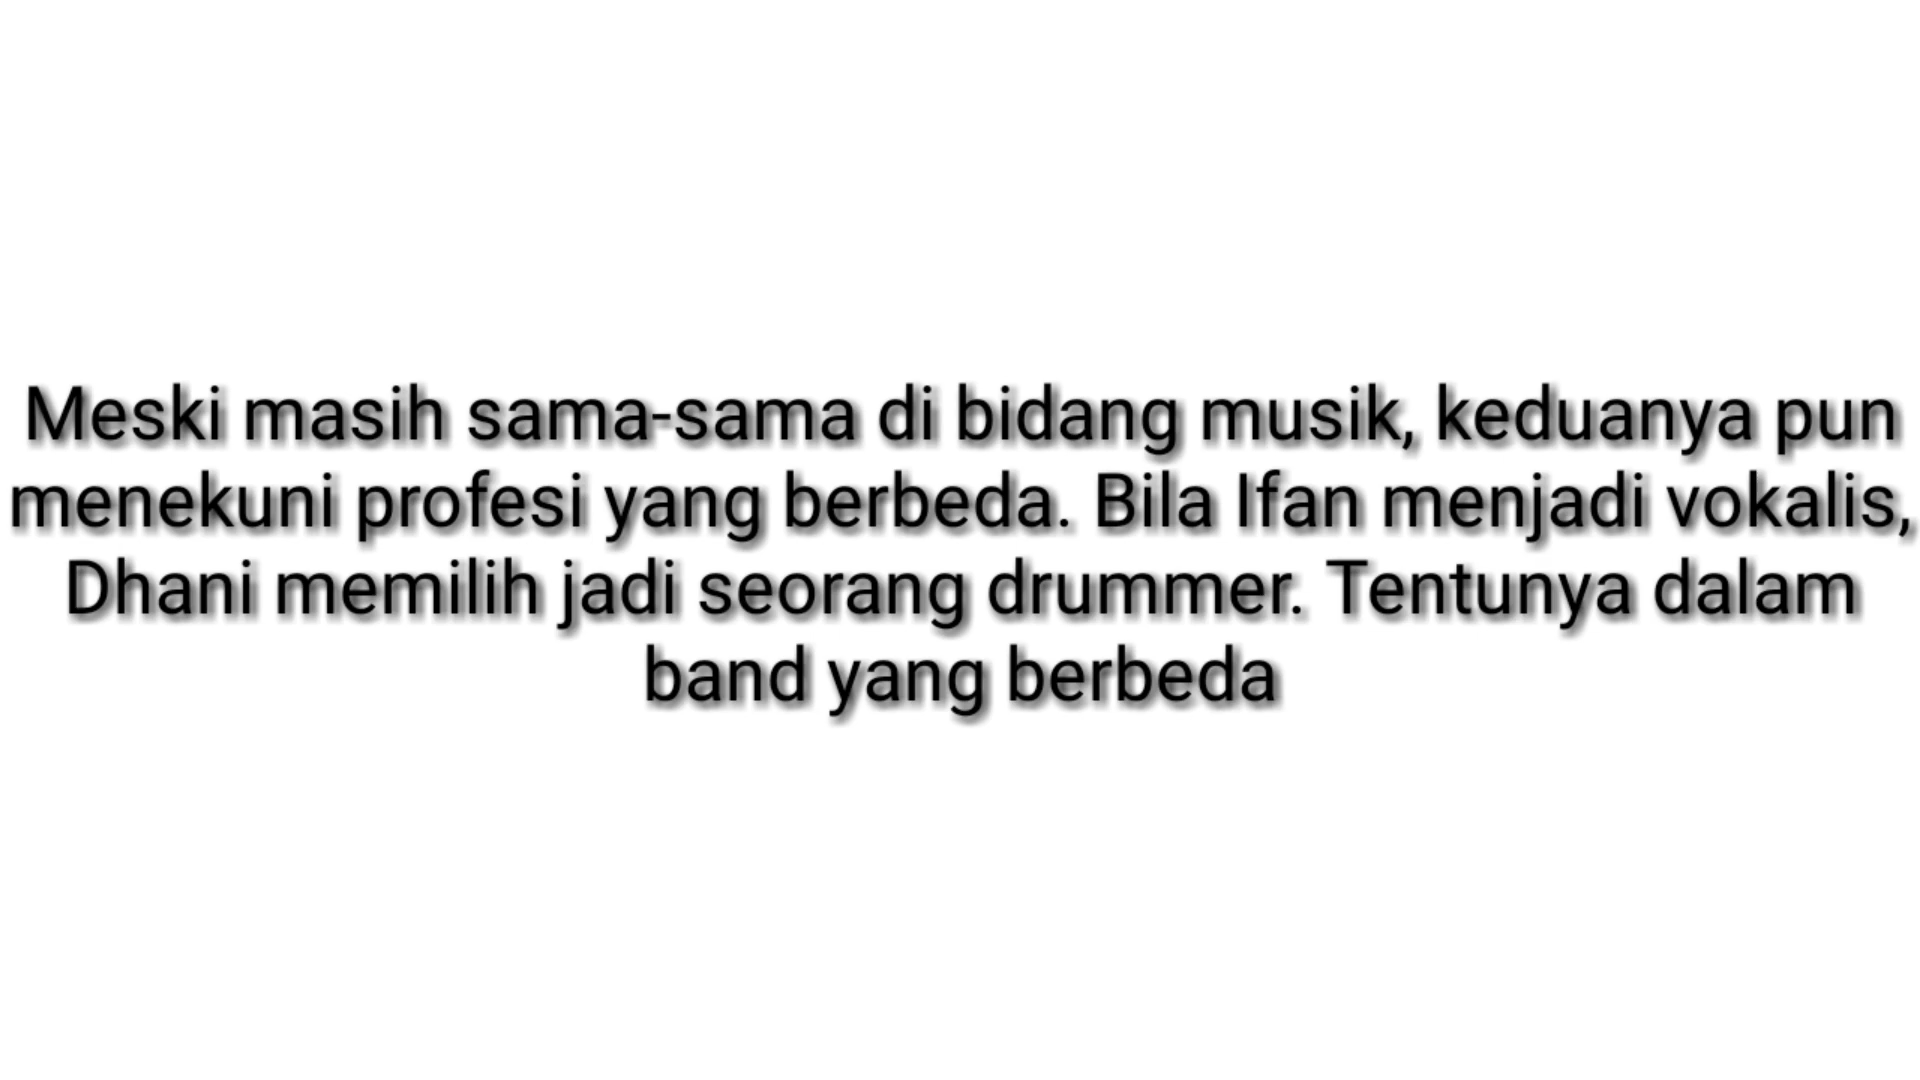 Meski masih sama-sama di bidang musik, keduanya pun
menekuni profesi yang berbeda. Bila Ifan menjadi vokalis,
Dhani memilih jadi seorang drummer. Tentunya dalam
band yang berbeda